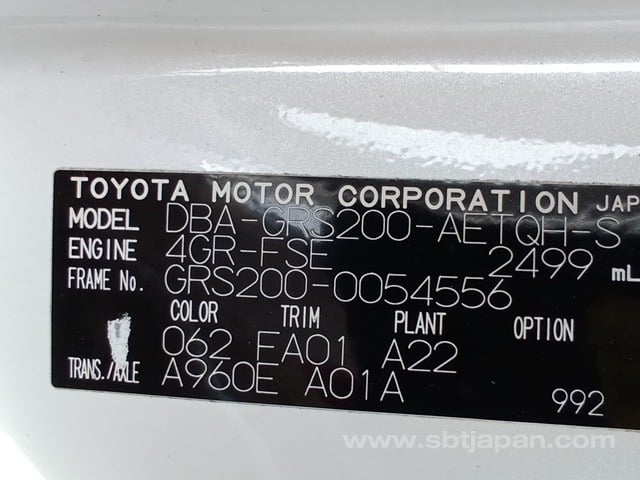 TOYOTA MOTOR CORPORATION JAP
MODEL DBA-GRS200-AETQH-S
ENGINE 4GR-FSE 2499 mL
FRAME No. GRS200-0054556
COLOR TRIM PLANT OPTION
062 FA01 A22
TRANS./AXLE A960E A01A 992
www.sbtjapan.com